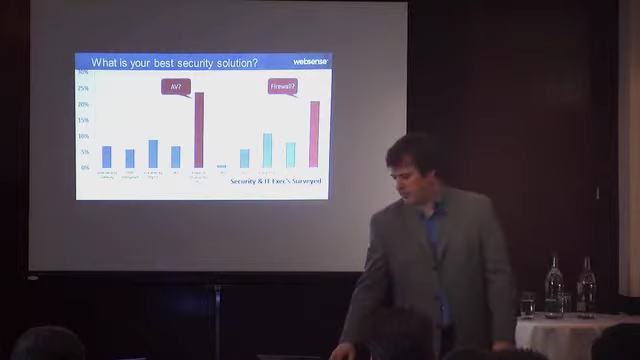 What is your best security solution?
websense
30%
25%
20%
15%
10%
5%
0%
AV?
Firewall?
Security & IT Exec's Surveyed